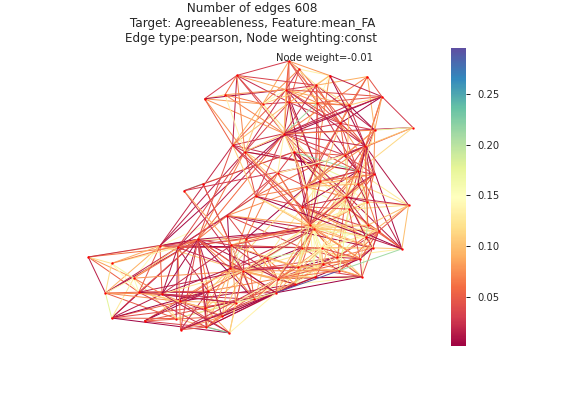 Number of edges 608
Target: Agreeableness, Feature:mean_FA
Edge type:pearson, Node weighting:const
Node weight=-0.01
0.25
0.20
0.15
0.10
0.05